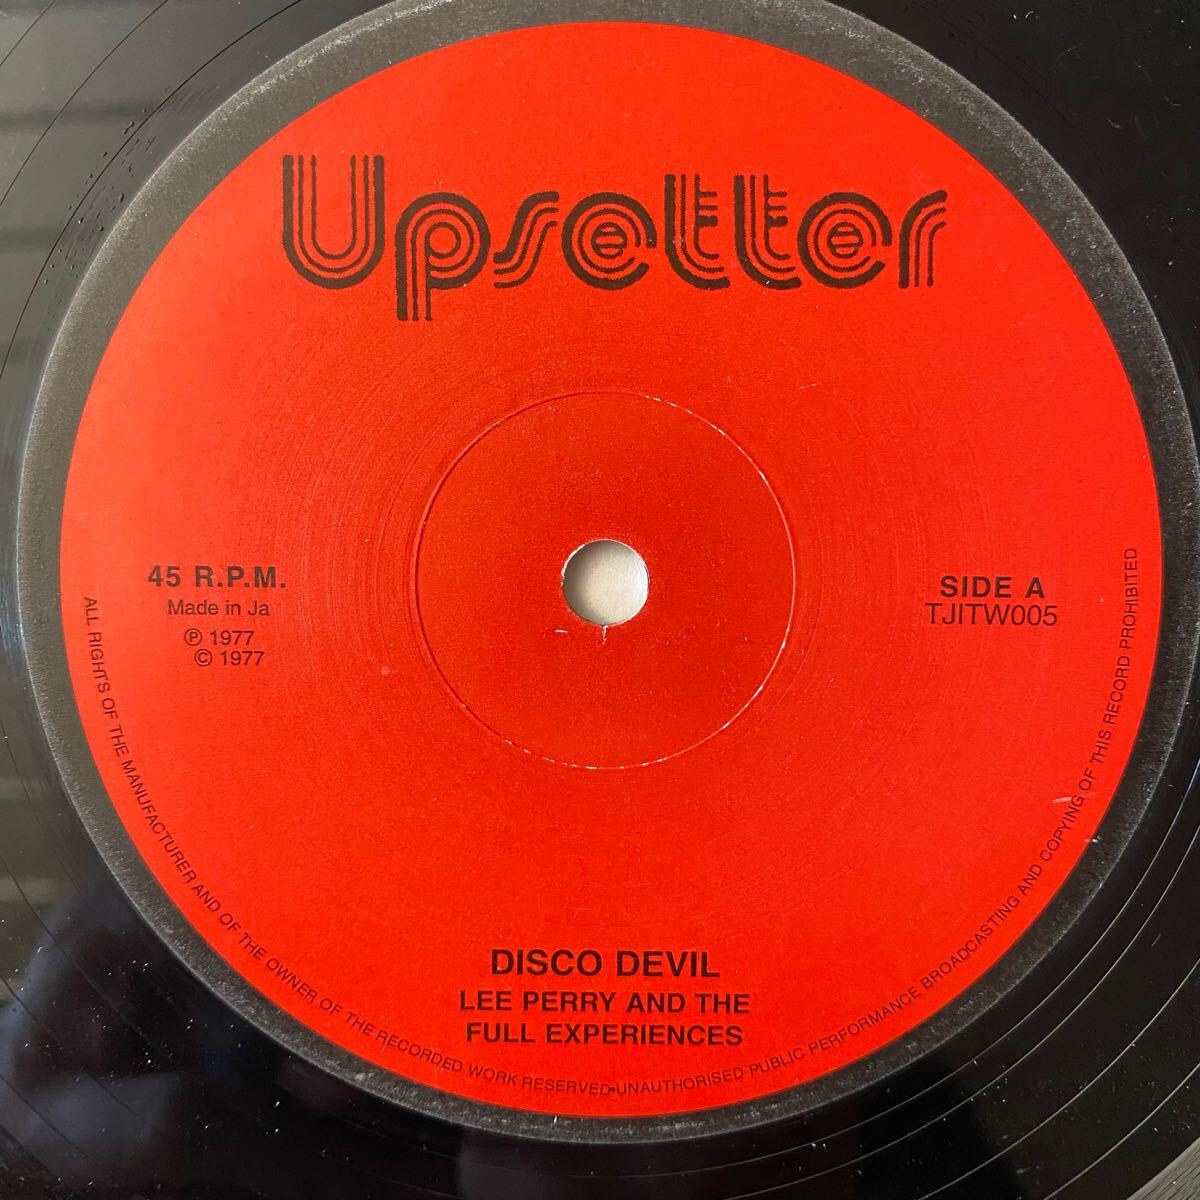 Upsetter
45 R.P.M.
Made in Ja
℗ 1977
© 1977
SIDE A
TJITW005
DISCO DEVIL
LEE PERRY AND THE
FULL EXPERIENCES
ALL RIGHTS OF THE MANUFACTURER AND OF THE OWNER OF THE RECORDED WORK RESERVED•UNAUTHORISED PUBLIC PERFORMANCE BROADCASTING AND COPYING OF THIS RECORD PROHIBITED